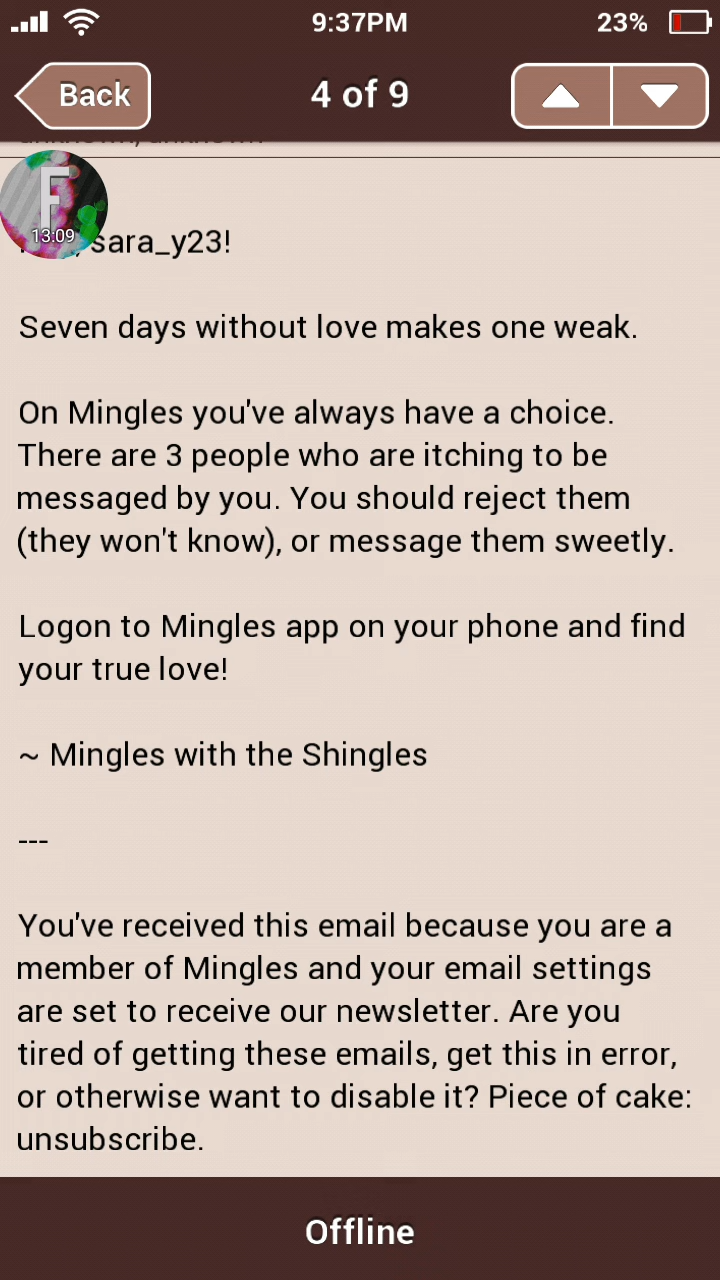 9:37PM
23%
Back
4 of 9
F
13:09
sara_y23!
Seven days without love makes one weak.
On Mingles you've always have a choice.
There are 3 people who are itching to be
messaged by you. You should reject them
(they won't know), or message them sweetly.
Logon to Mingles app on your phone and find
your true love!
~ Mingles with the Shingles
---
You've received this email because you are a
member of Mingles and your email settings
are set to receive our newsletter. Are you
tired of getting these emails, get this in error,
or otherwise want to disable it? Piece of cake:
unsubscribe.
Offline